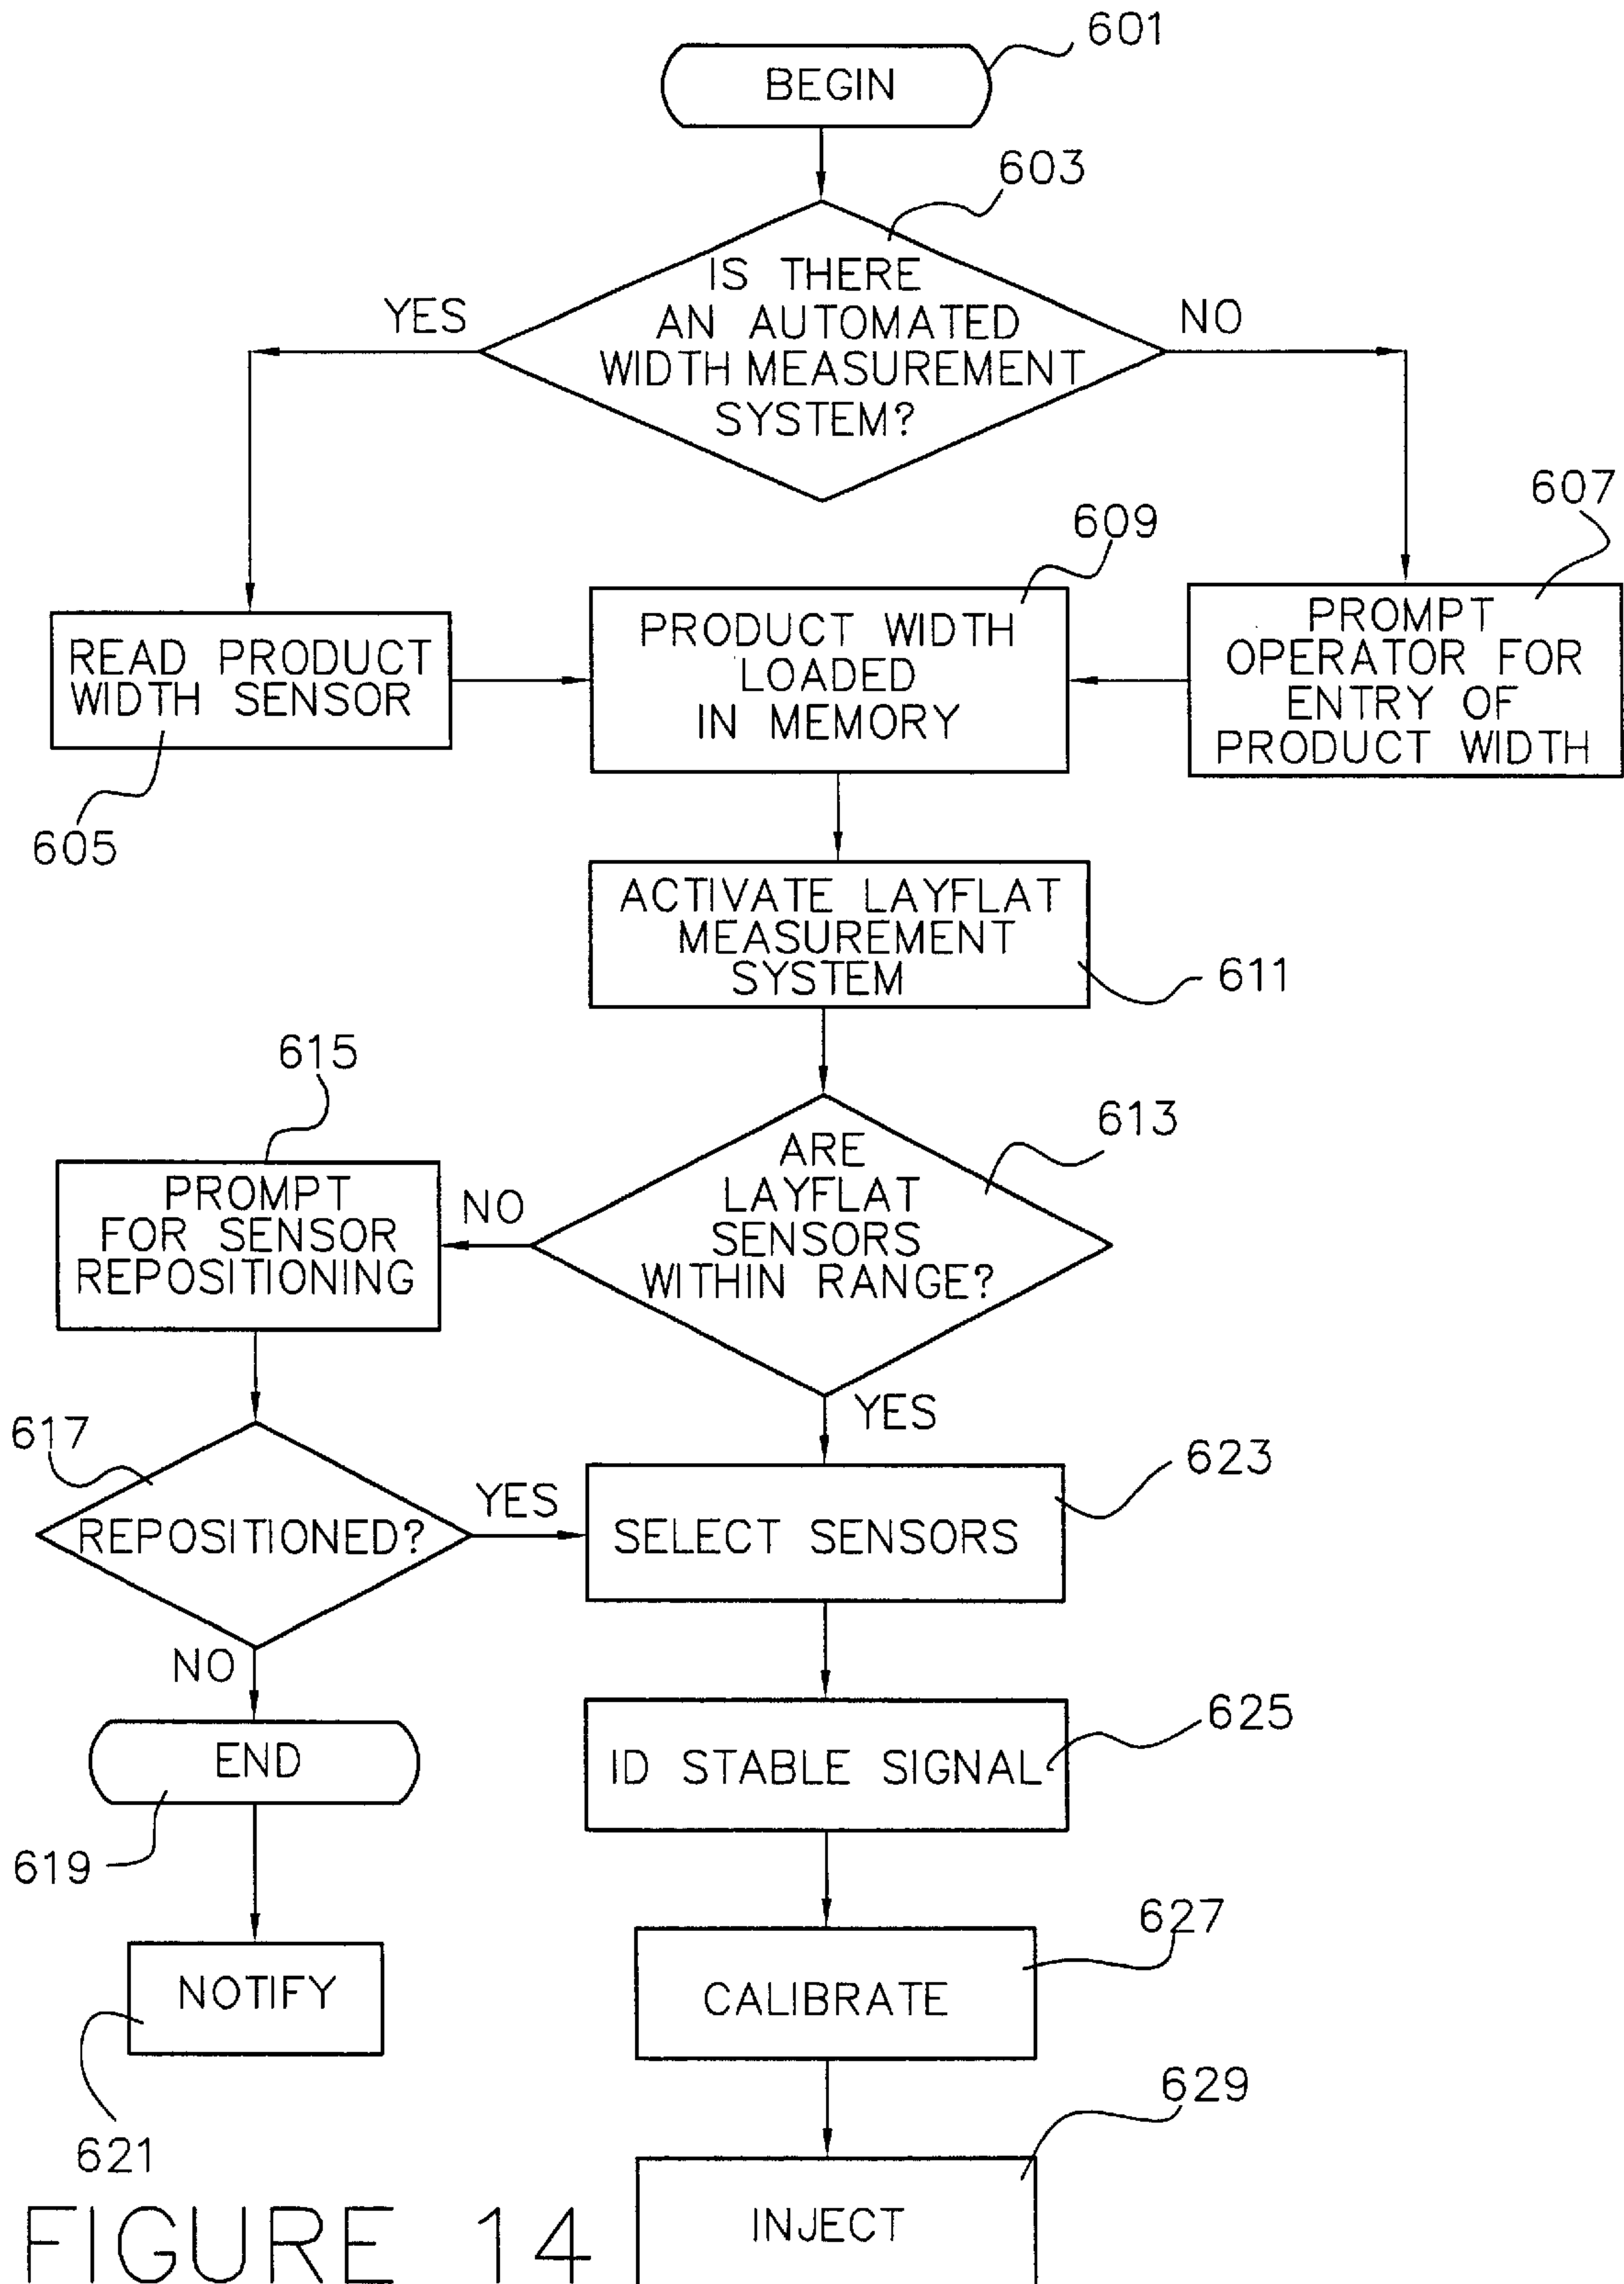 601
BEGIN
603
IS THERE
AN AUTOMATED
WIDTH MEASUREMENT
SYSTEM?
YES
NO
607
609
PROMPT
OPERATOR FOR
ENTRY OF
PRODUCT WIDTH
PRODUCT WIDTH
LOADED
IN MEMORY
READ PRODUCT
WIDTH SENSOR
605
ACTIVATE LAYFLAT
MEASUREMENT
SYSTEM
611
615
613
ARE
LAYFLAT
SENSORS
WITHIN RANGE?
NO
PROMPT
FOR SENSOR
REPOSITIONING
YES
617
623
REPOSITIONED?
YES
SELECT SENSORS
NO
625
END
ID STABLE SIGNAL
619
627
NOTIFY
CALIBRATE
629
621
INJECT
FIGURE 14